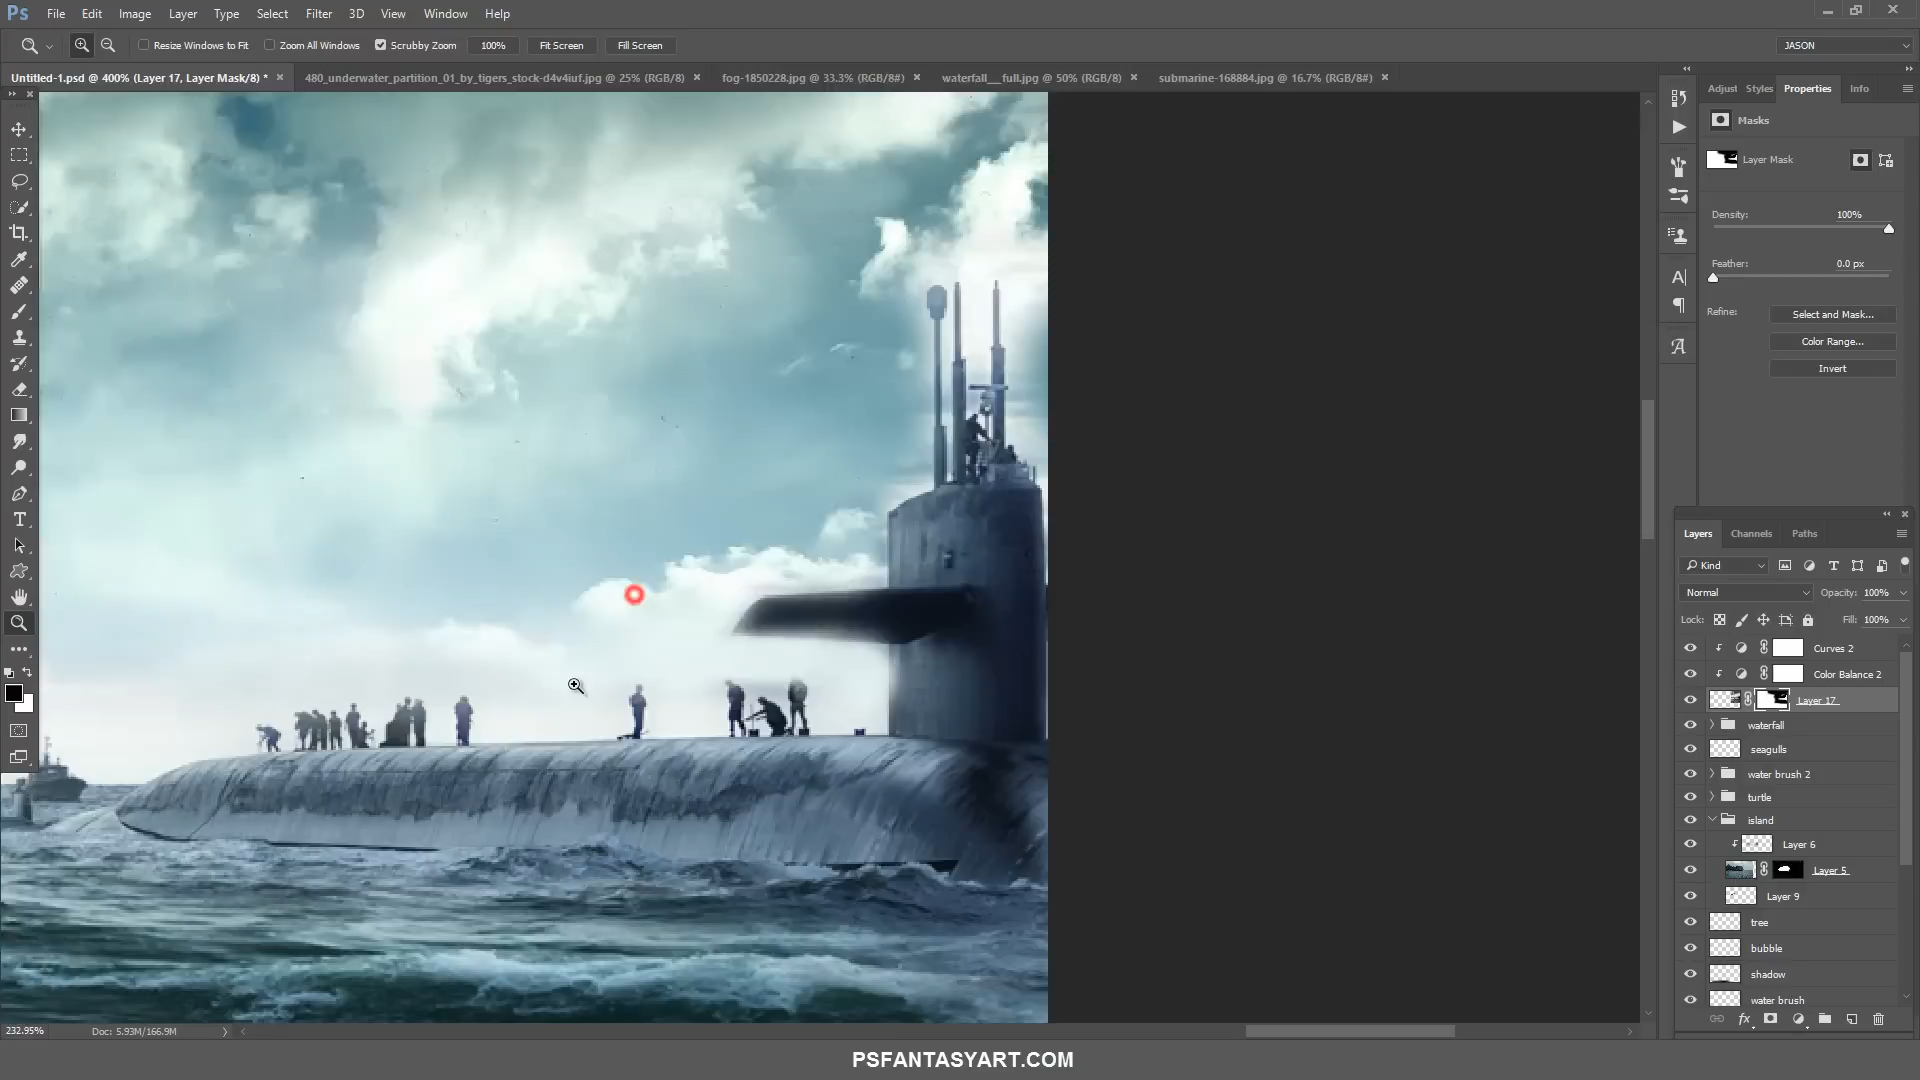 Ps File Edit Image Layer Type Select Filter 3D View Window Help
Resize Windows to Fit Zoom All Windows Scrubby Zoom 100% Fit Screen Fill Screen JASON
Untitled-1.psd @ 400% (Layer 17, Layer Mask/8) * 480_underwater_partition_01_by_tigers_stock-d4v4iuf.jpg @ 25% (RGB/8) fog-1850228.jpg @ 33.3% (RGB/8#) waterfall__full.jpg @ 50% (RGB/8) submarine-168884.jpg @ 16.7% (RGB/8#)
Adjust Styles Properties Info
Masks
Layer Mask
Density: 100%
Feather: 0.0 px
Refine: Select and Mask...
Color Range...
Invert
Layers Channels Paths
Kind
Normal Opacity: 100%
Lock: Fill: 100%
Curves 2
Color Balance 2
Layer 17
waterfall
seagulls
water brush 2
turtle
island
Layer 6
Layer 5
Layer 9
tree
bubble
shadow
water brush
232.95% Doc: 5.93M/166.9M
PSFANTASYART.COM